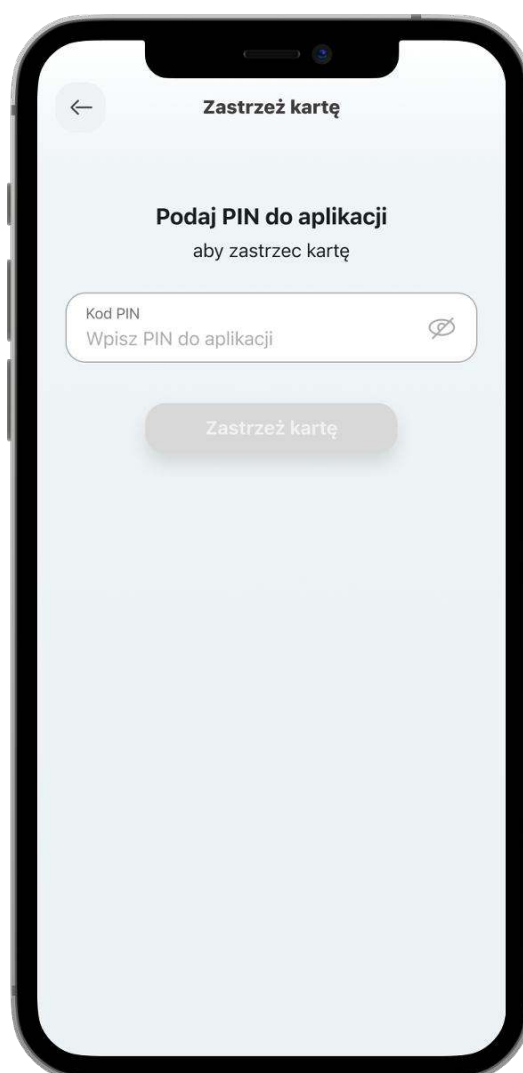 Zastrzeż kartę
Podaj PIN do aplikacji
aby zastrzec kartę
Kod PIN
Wpisz PIN do aplikacji
Zastrzeż kartę